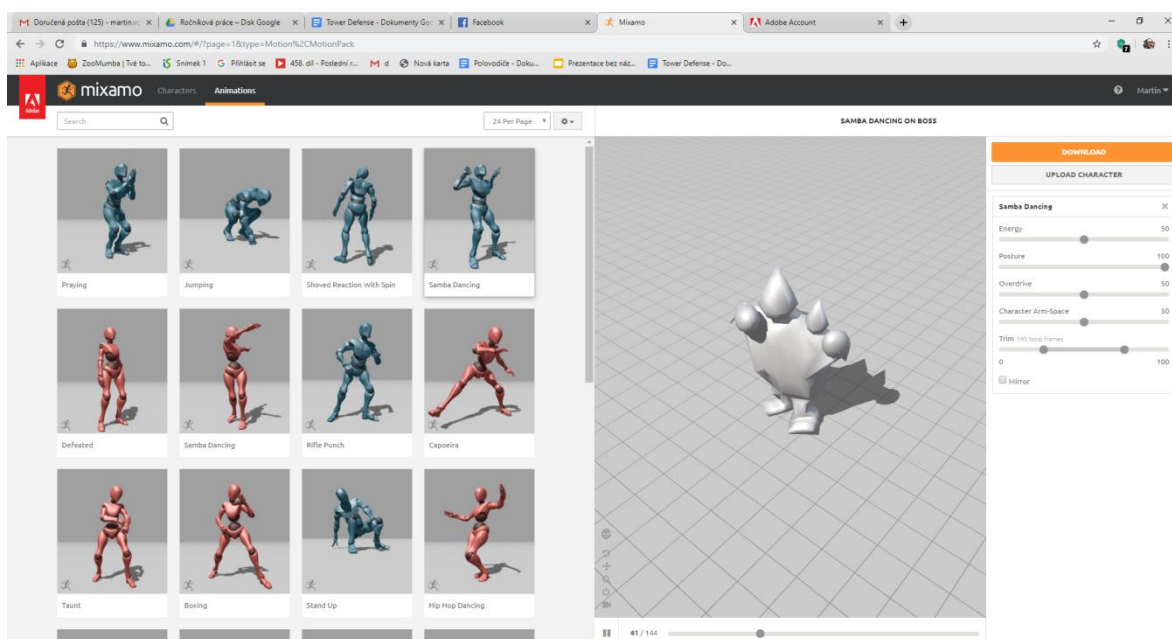 Doručená pošta (125) - martin.vc
Ročníková práce – Disk Google
Tower Defense - Dokumenty Goo
Facebook
Mixamo
Adobe Account
https://www.mixamo.com/#/?page=1&type=Motion%2CMotionPack
Aplikace
ZooMumba | Tvé to...
Snímek 1
Přihlásit se
458. díl - Poslední r...
d
Nová karta
Polovodiče - Doku...
Prezentace bez náz...
Tower Defense - Do...
Adobe
mixamo
Characters
Animations
Martin
Search
24 Per Page
SAMBA DANCING ON BOSS
Praying
Jumping
Shoved Reaction With Spin
Samba Dancing
Defeated
Samba Dancing
Rifle Punch
Capoeira
Taunt
Boxing
Stand Up
Hip Hop Dancing
41 / 144
DOWNLOAD
UPLOAD CHARACTER
Samba Dancing
Energy 50
Posture 100
Overdrive 50
Character Arm-Space 50
Trim 145 total frames
0 100
Mirror